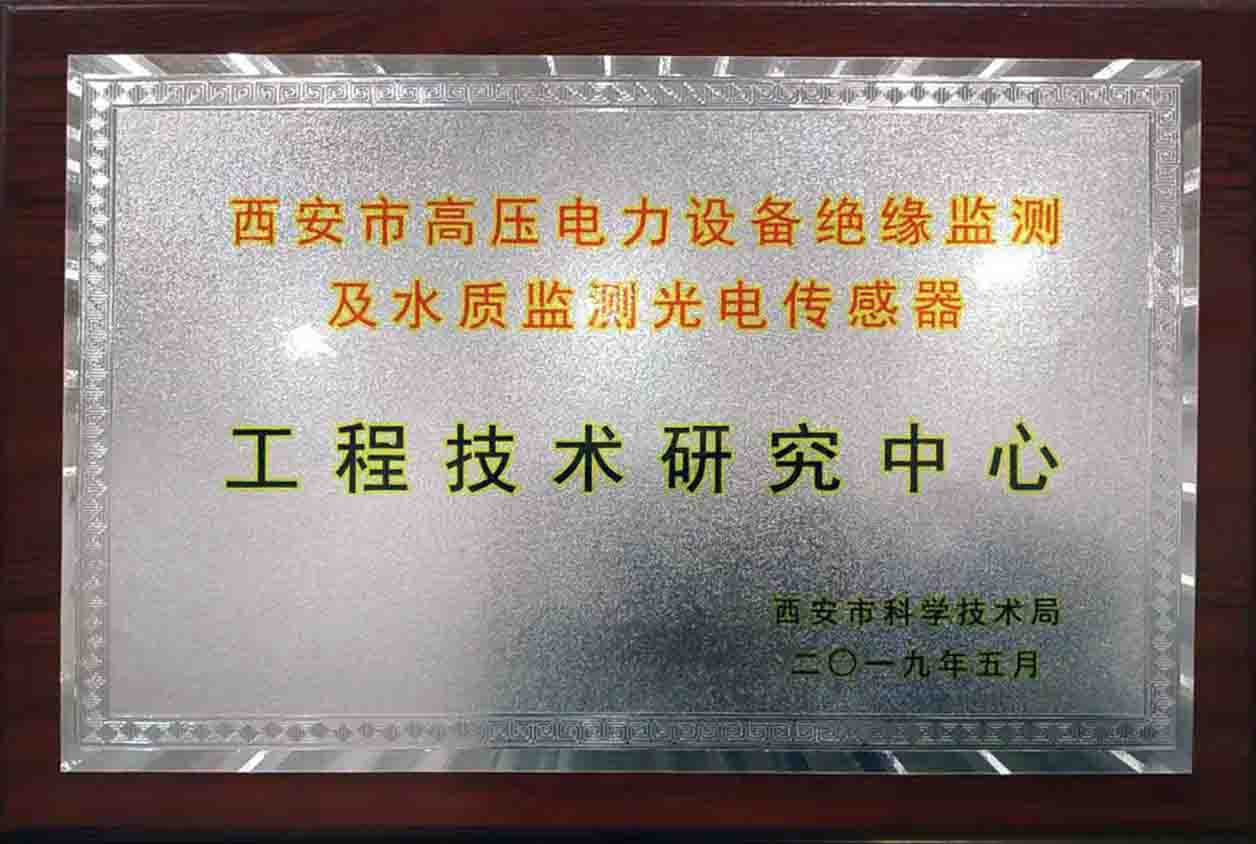 西安市高压电力设备绝缘监测
及水质监测光电传感器
工程技术研究中心
西安市科学技术局
二〇一九年五月